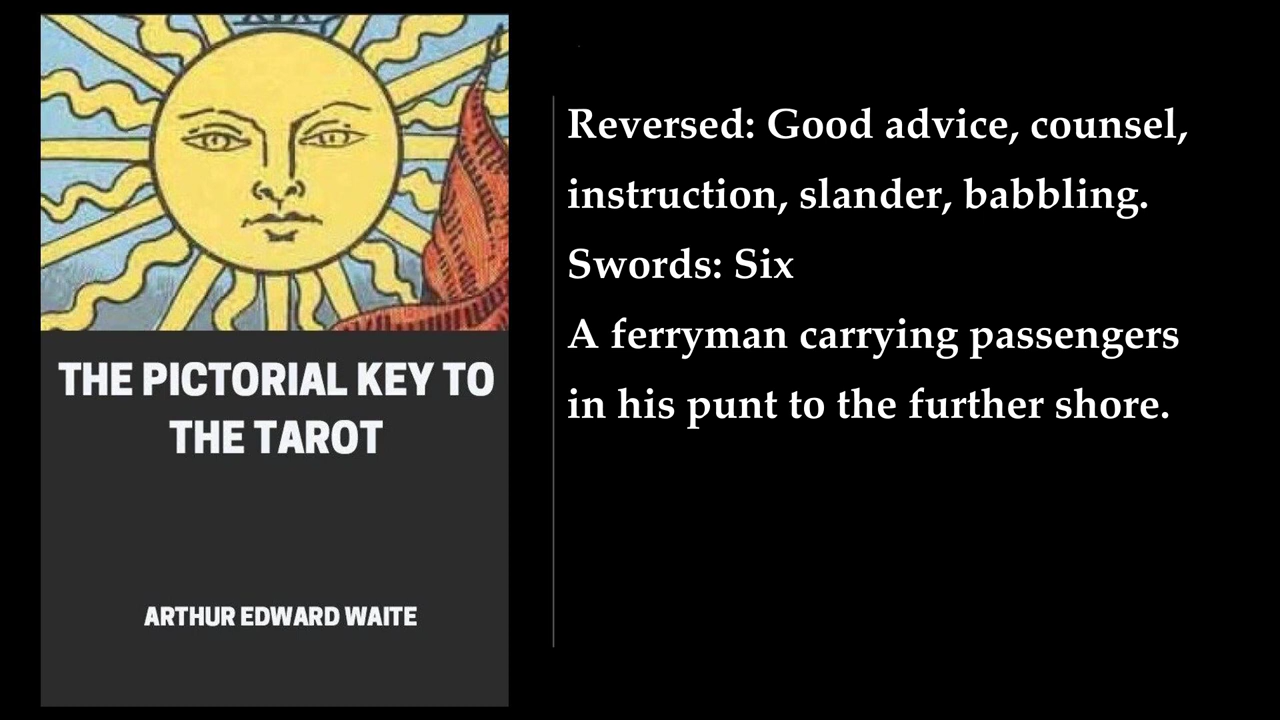 XIX
THE PICTORIAL KEY TO
THE TAROT
ARTHUR EDWARD WAITE
Reversed: Good advice, counsel,
instruction, slander, babbling.
Swords: Six
A ferryman carrying passengers
in his punt to the further shore.